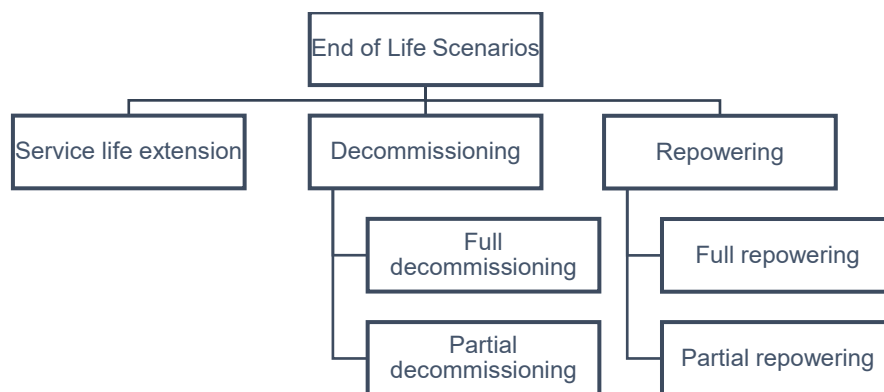 End of Life Scenarios
Service life extension
Decommissioning
Repowering
Full
decommissioning
Full repowering
Partial
decommissioning
Partial repowering